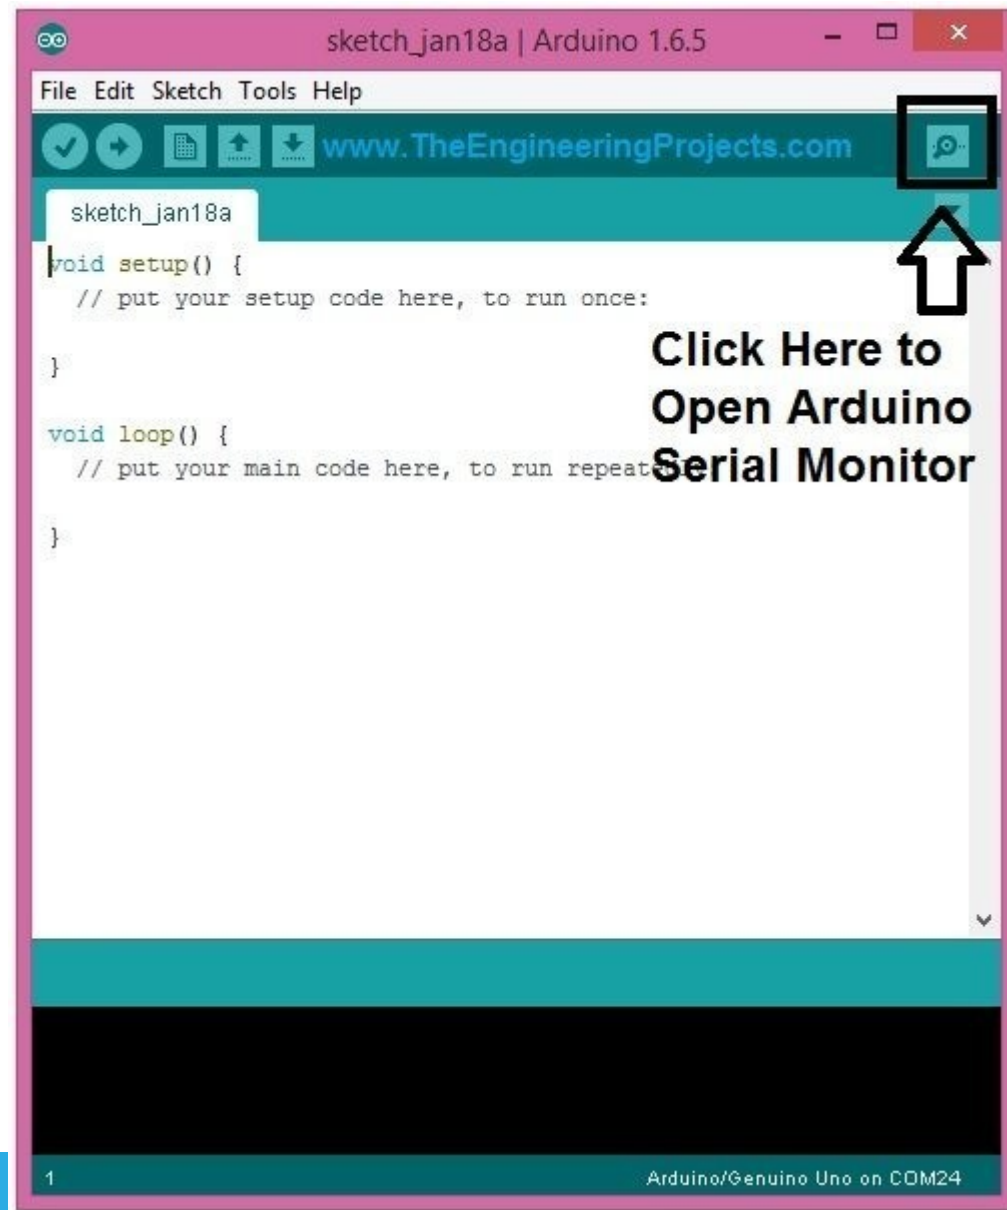 sketch_jan18a | Arduino 1.6.5
File Edit Sketch Tools Help
www.TheEngineeringProjects.com
sketch_jan18a
void setup() {
// put your setup code here, to run once:
}
void loop() {
// put your main code here, to run
}
Click Here to
Open Arduino
Serial Monitor
1
Arduino/Genuino Uno on COM24